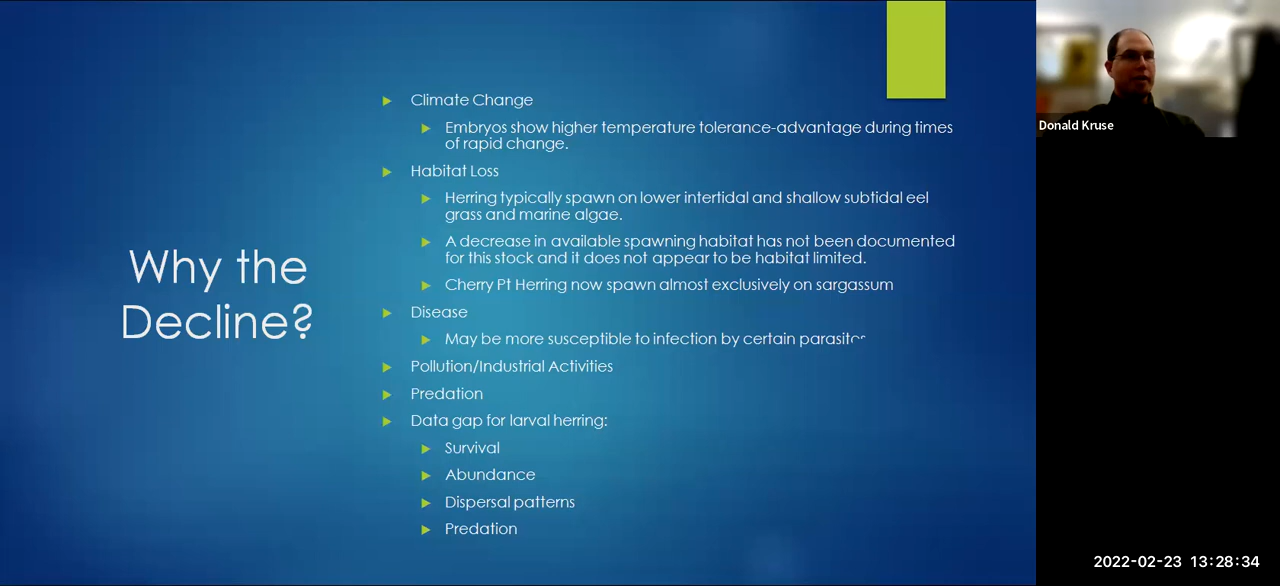 Why the
Decline?
Climate Change
Embryos show higher temperature tolerance-advantage during times
of rapid change.
Habitat Loss
Herring typically spawn on lower intertidal and shallow subtidal eel
grass and marine algae.
A decrease in available spawning habitat has not been documented
for this stock and it does not appear to be habitat limited.
Cherry Pt Herring now spawn almost exclusively on sargassum
Disease
May be more susceptible to infection by certain parasites
Pollution/Industrial Activities
Predation
Data gap for larval herring:
Survival
Abundance
Dispersal patterns
Predation
Donald Kruse
2022-02-23 13:28:34